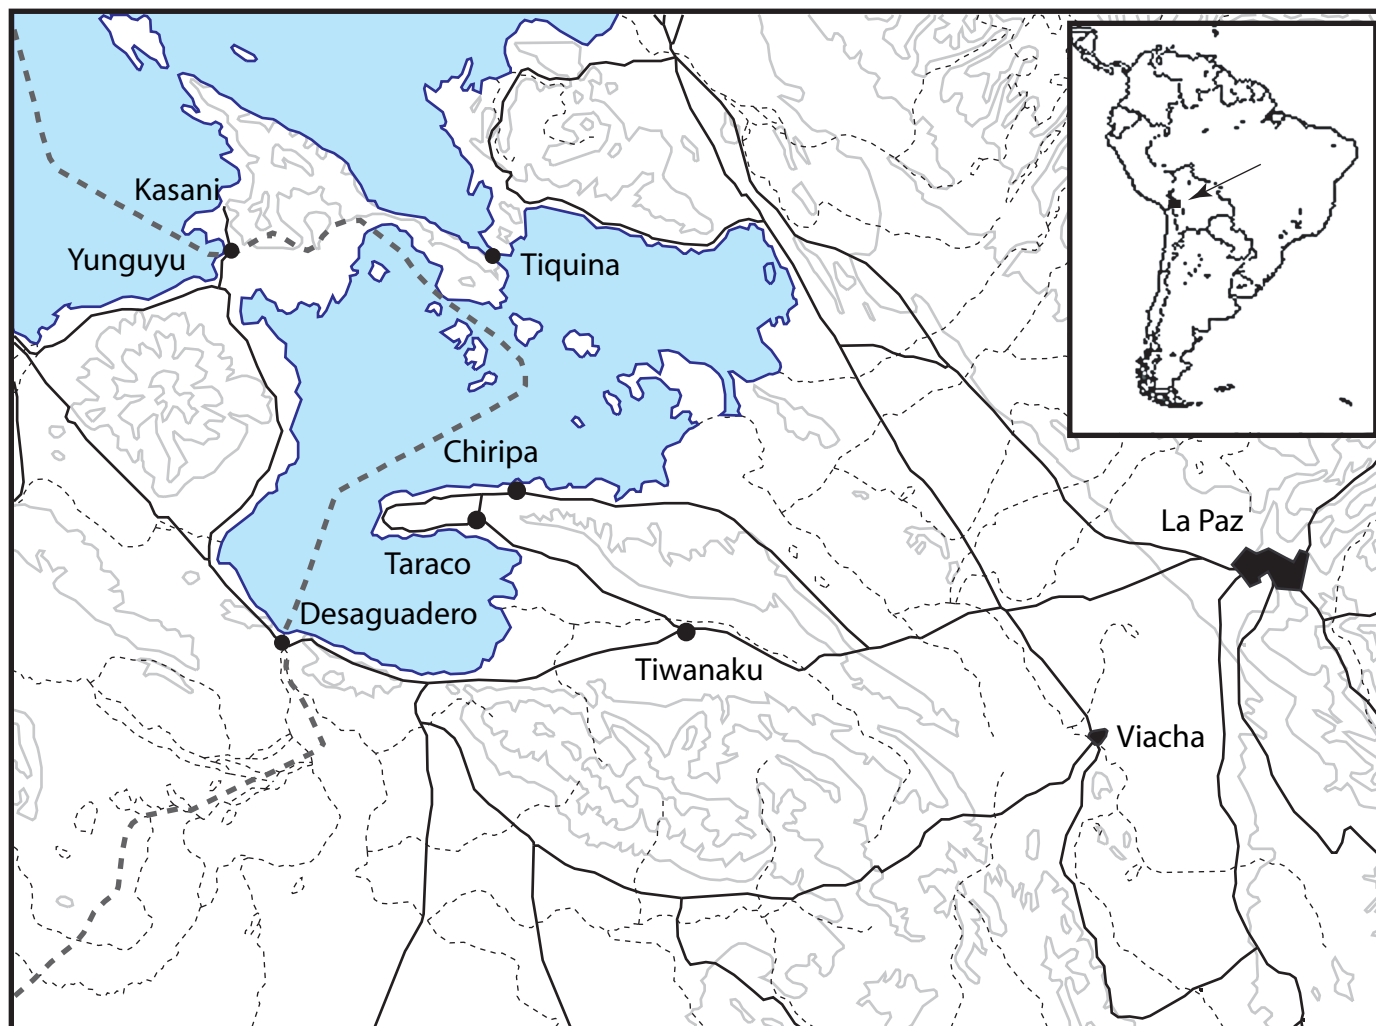 Kasani
Yunguyu
Tiquina
Chiripa
La Paz
Taraco
Desaguadero
Tiwanaku
Viacha